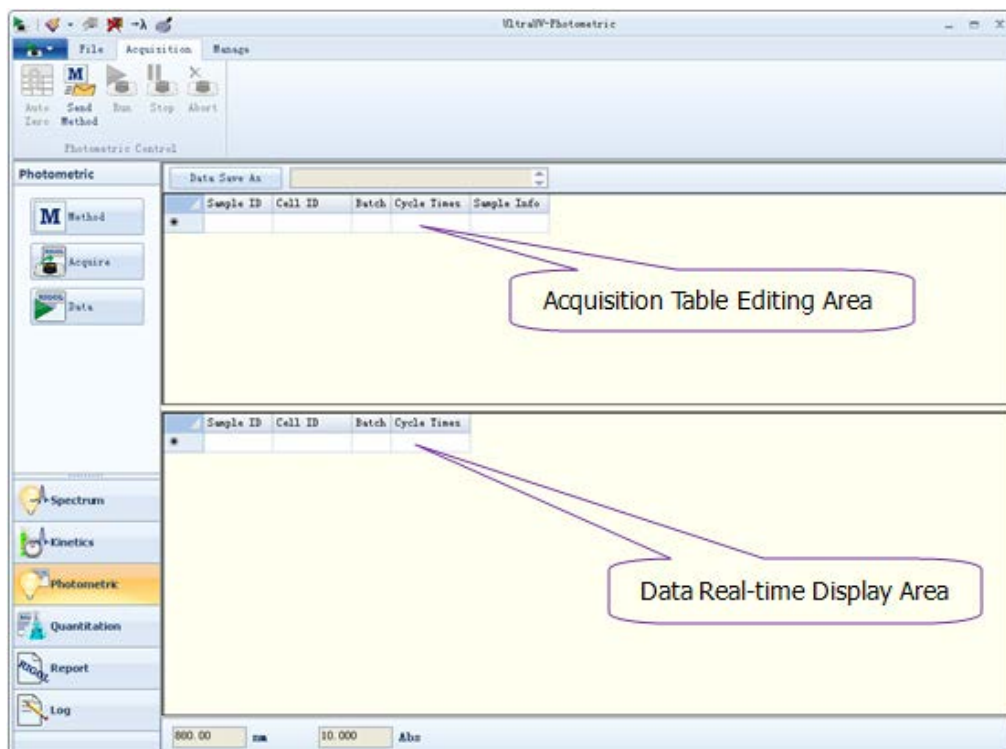 UltraUV-Photometric
File Acquisition Manage
Auto Zero Send Method Run Stop Abort
Photometric Control
Photometric
Data Save As
Sample ID Cell ID Batch Cycle Times Sample Info
M Method
Acquire
Data
Acquisition Table Editing Area
Sample ID Cell ID Batch Cycle Times
Data Real-time Display Area
Spectrum
Kinetics
Photometric
Quantitation
RIGOL Report
Log
880.00 nm 10.000 Abs